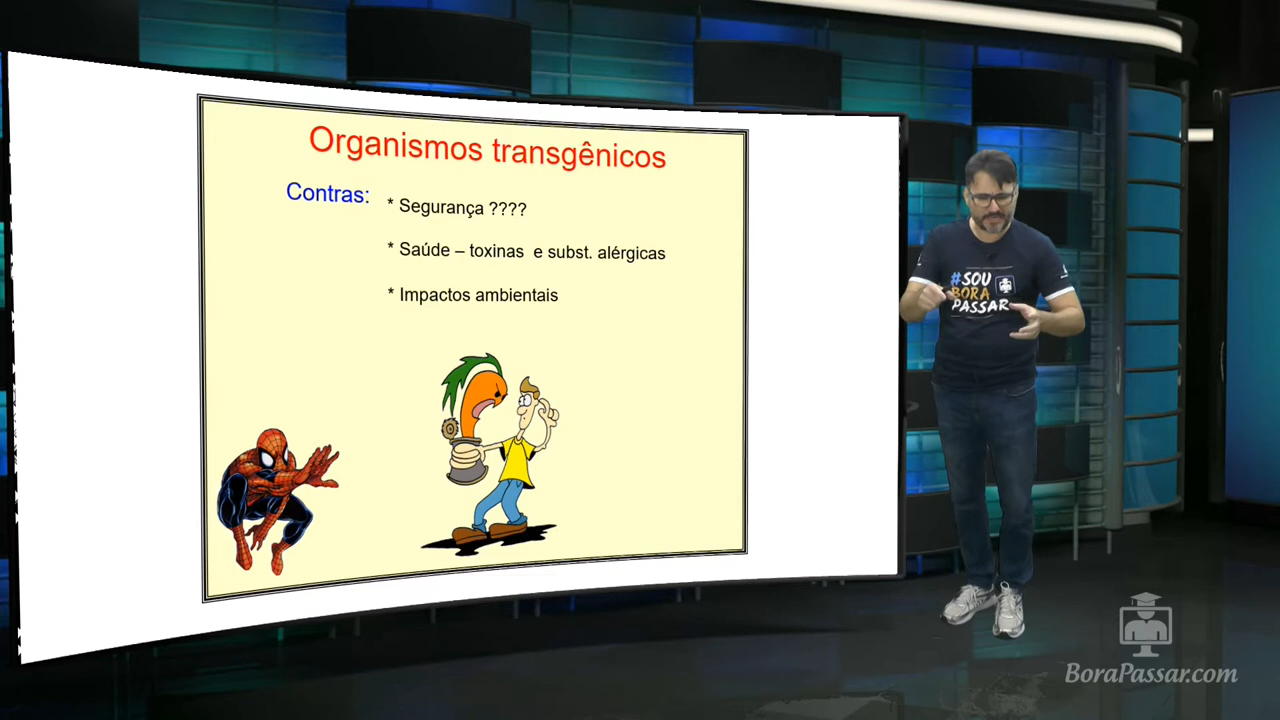 Organismos transgênicos
Contras:
* Segurança ????
* Saúde – toxinas e subst. alérgicas
* Impactos ambientais
#SOU
BORA
PASSAR
BoraPassar.com